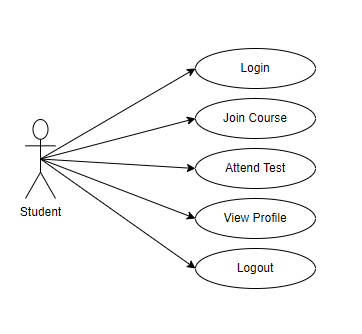 Login
Join Course
Attend Test
View Profile
Logout
Student